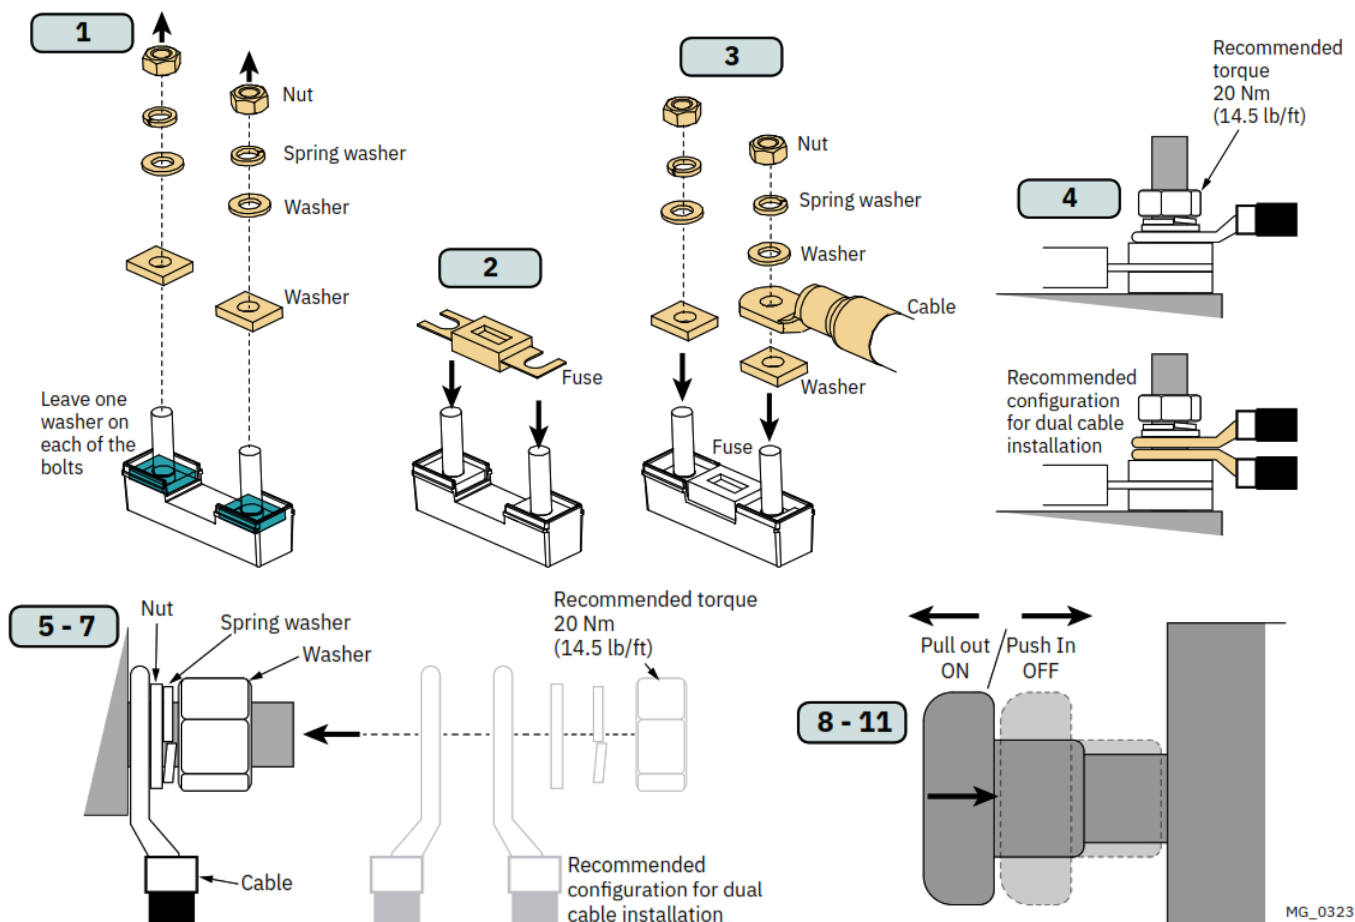 1
Nut
Spring washer
Washer
Washer
Leave one
washer on
each of the
bolts
2
Fuse
3
Nut
Spring washer
Washer
Cable
Washer
Fuse
4
Recommended
torque
20 Nm
(14.5 lb/ft)
Recommended
configuration
for dual cable
installation
5 - 7
Nut
Spring washer
Washer
Cable
Recommended torque
20 Nm
(14.5 lb/ft)
Recommended
configuration for dual
cable installation
8 - 11
Pull out
ON
Push In
OFF
MG_0323